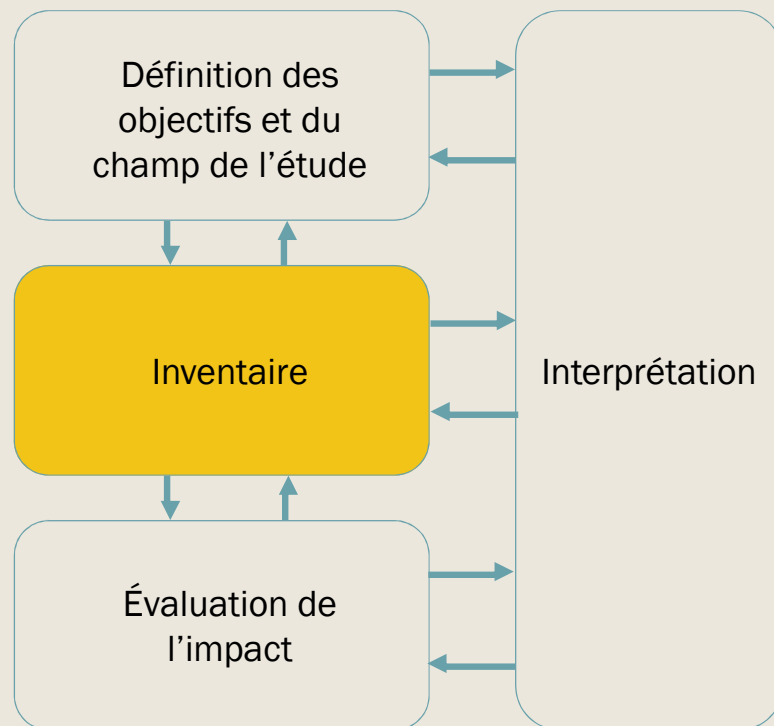 Définition des
objectifs et du
champ de l’étude
Inventaire
Interprétation
Évaluation de
l’impact